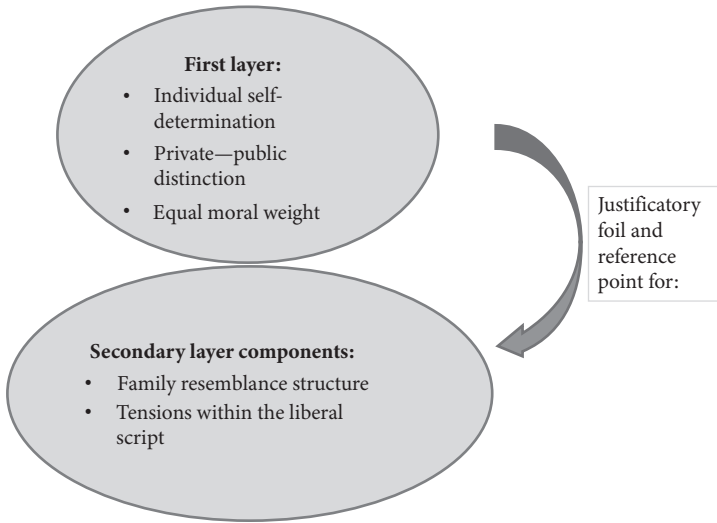 First layer:
• Individual self-
determination
• Private—public
distinction
• Equal moral weight
Justificatory
foil and
reference
point for:
Secondary layer components:
• Family resemblance structure
• Tensions within the liberal
script